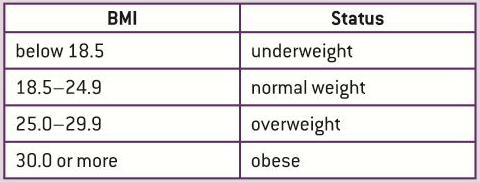 BMI Status
below 18.5 underweight
18.5–24.9 normal weight
25.0–29.9 overweight
30.0 or more obese